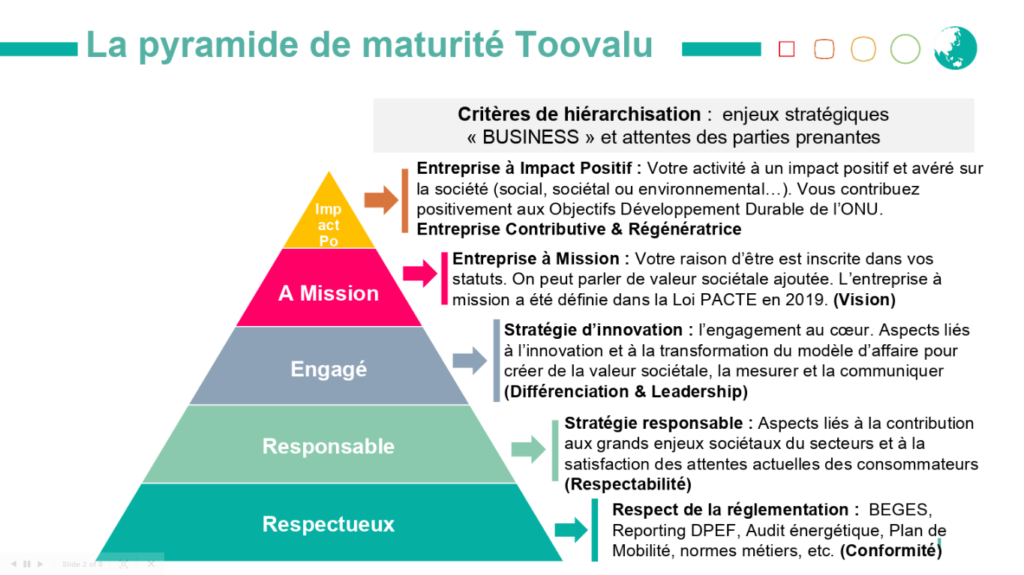 La pyramide de maturité Toovalu
Critères de hiérarchisation : enjeux stratégiques
« BUSINESS » et attentes des parties prenantes
Imp
act
Po
Entreprise à Impact Positif : Votre activité à un impact positif et avéré sur
la société (social, sociétal ou environnemental…). Vous contribuez
positivement aux Objectifs Développement Durable de l’ONU.
Entreprise Contributive & Régénératrice
A Mission
Entreprise à Mission : Votre raison d’être est inscrite dans vos
statuts. On peut parler de valeur sociétale ajoutée. L’entreprise à
mission a été définie dans la Loi PACTE en 2019. (Vision)
Engagé
Stratégie d’innovation : l’engagement au cœur. Aspects liés
à l’innovation et à la transformation du modèle d’affaire pour
créer de la valeur sociétale, la mesurer et la communiquer
(Différenciation & Leadership)
Responsable
Stratégie responsable : Aspects liés à la contribution
aux grands enjeux sociétaux du secteurs et à la
satisfaction des attentes actuelles des consommateurs
(Respectabilité)
Respectueux
Respect de la réglementation : BEGES,
Reporting DPEF, Audit énergétique, Plan de
Mobilité, normes métiers, etc. (Conformité)